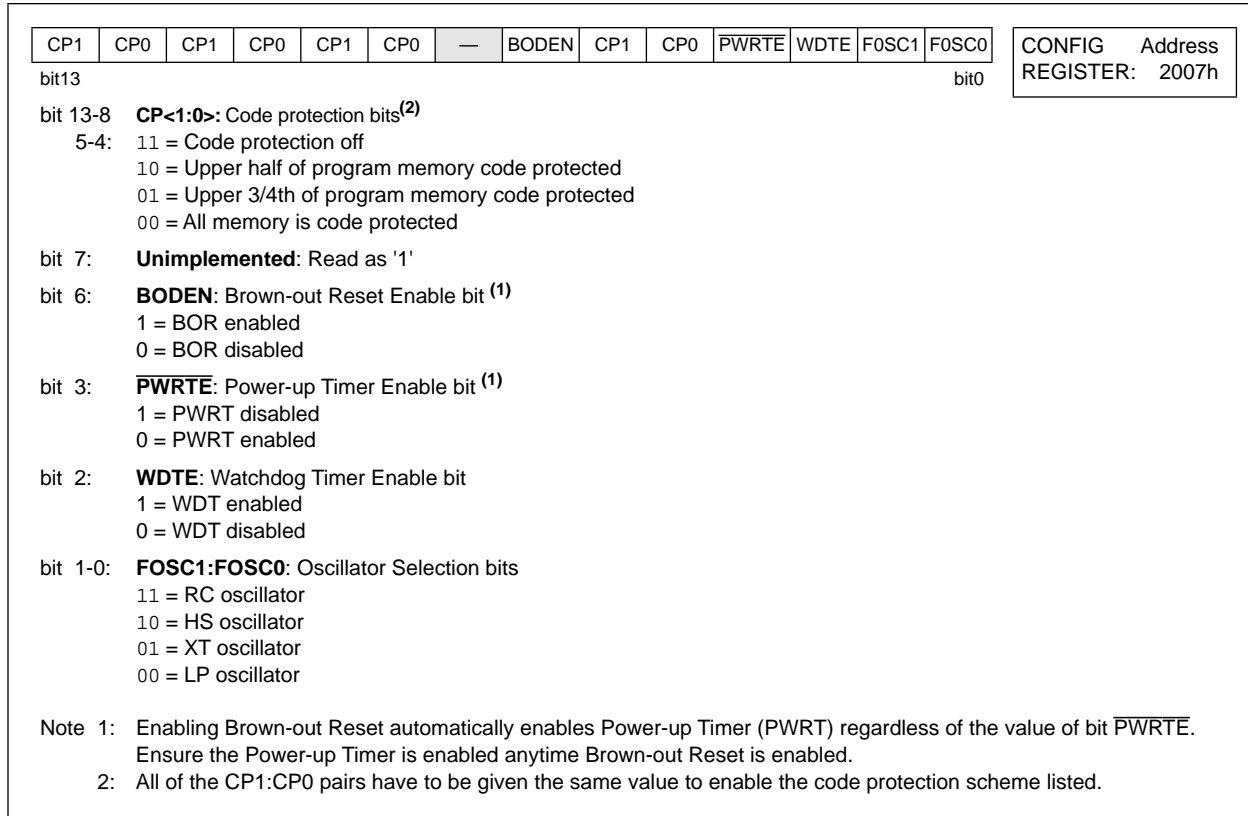 CP1 CP0 CP1 CP0 CP1 CP0 — BODEN CP1 CP0 PWRTE WDTE F0SC1 F0SC0
bit13 bit0
CONFIG Address
REGISTER: 2007h
bit 13-8 CP<1:0>: Code protection bits(2)
5-4: 11 = Code protection off
10 = Upper half of program memory code protected
01 = Upper 3/4th of program memory code protected
00 = All memory is code protected
bit 7: Unimplemented: Read as '1'
bit 6: BODEN: Brown-out Reset Enable bit (1)
1 = BOR enabled
0 = BOR disabled
bit 3: PWRTE: Power-up Timer Enable bit (1)
1 = PWRT disabled
0 = PWRT enabled
bit 2: WDTE: Watchdog Timer Enable bit
1 = WDT enabled
0 = WDT disabled
bit 1-0: FOSC1:FOSC0: Oscillator Selection bits
11 = RC oscillator
10 = HS oscillator
01 = XT oscillator
00 = LP oscillator
Note 1: Enabling Brown-out Reset automatically enables Power-up Timer (PWRT) regardless of the value of bit PWRTE.
Ensure the Power-up Timer is enabled anytime Brown-out Reset is enabled.
2: All of the CP1:CP0 pairs have to be given the same value to enable the code protection scheme listed.